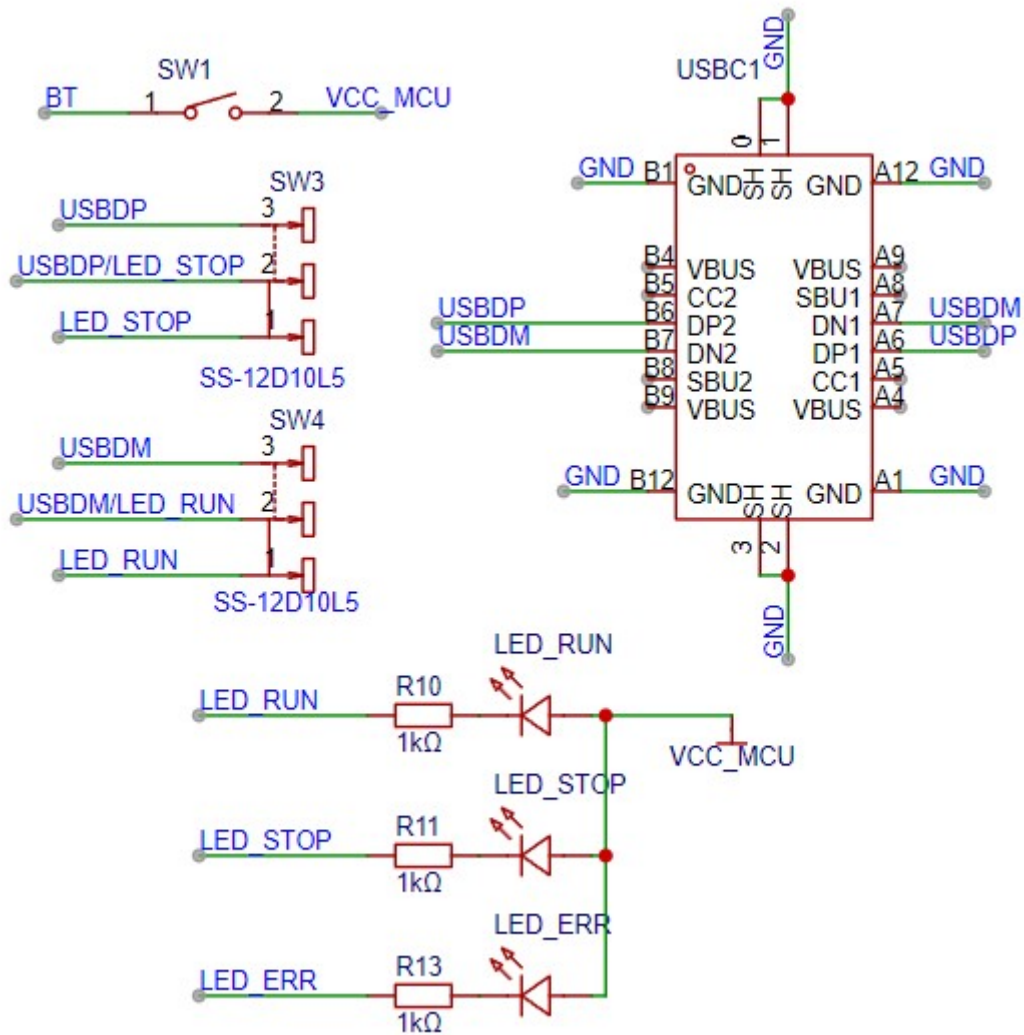 SW1
BT 1 2 VCC_MCU
SW3
USBDP 3
USBDP/LED_STOP 2
LED_STOP 1
SS-12D10L5
SW4
USBDM 3
USBDM/LED_RUN 2
LED_RUN 1
SS-12D10L5
GND
USBC1
0 1
GND B1 GND SH SH GND A12 GND
B4 VBUS VBUS A9
B5 CC2 SBU1 A8
USBDP B6 DP2 DN1 A7 USBDM
USBDM B7 DN2 DP1 A6 USBDP
B8 SBU2 CC1 A5
B9 VBUS VBUS A4
GND B12 GND SH SH GND A1 GND
3 2
GND
LED_RUN
LED_RUN R10
1kΩ
VCC_MCU
LED_STOP
LED_STOP R11
1kΩ
LED_ERR
LED_ERR R13
1kΩ